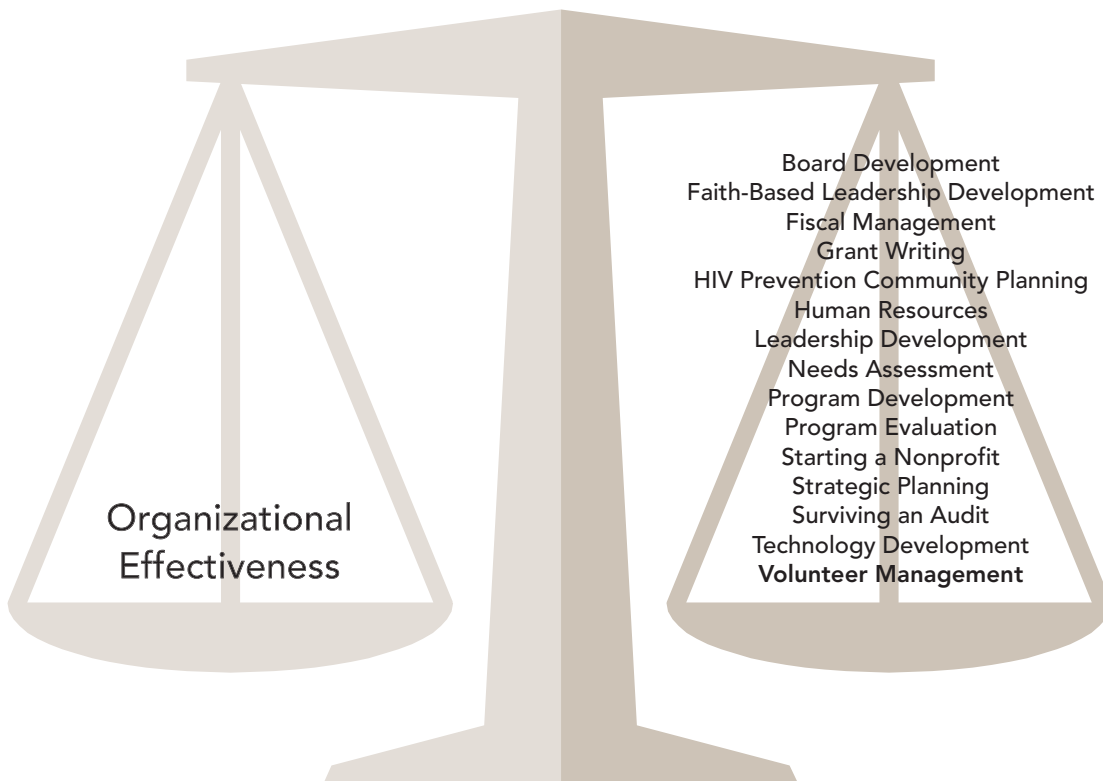 Organizational
Effectiveness
Board Development
Faith-Based Leadership Development
Fiscal Management
Grant Writing
HIV Prevention Community Planning
Human Resources
Leadership Development
Needs Assessment
Program Development
Program Evaluation
Starting a Nonprofit
Strategic Planning
Surviving an Audit
Technology Development
Volunteer Management